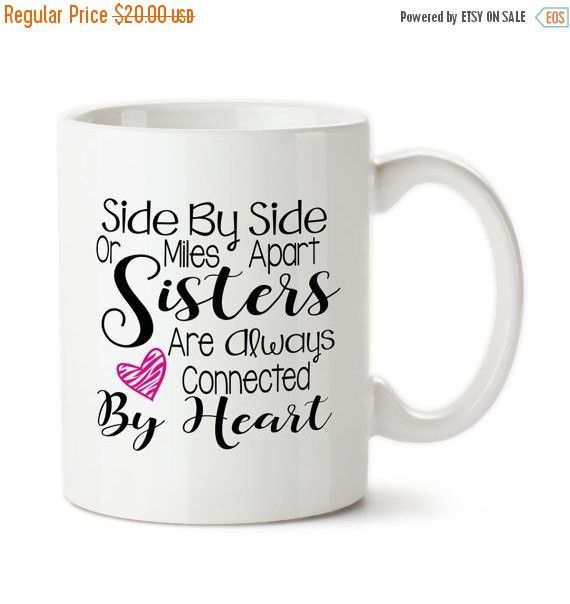 Regular Price $20.00 USD
Powered by ETSY ON SALE EOS
Side By Side
Or Miles Apart
Sisters
Are Always
Connected
By Heart